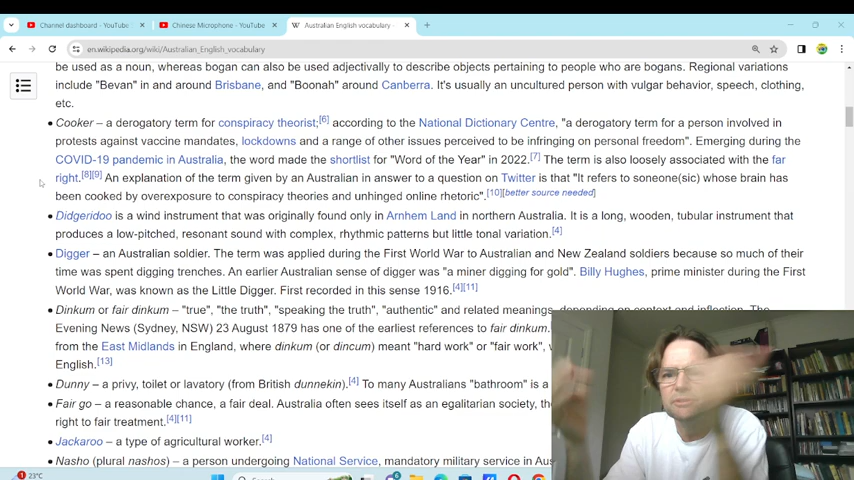 Channel dashboard - YouTube
Chinese Microphone - YouTube
Australian English vocabulary -
en.wikipedia.org/wiki/Australian_English_vocabulary
be used as a noun, whereas bogan can also be used adjectivally to describe objects pertaining to people who are bogans. Regional variations
include "Bevan" in and around Brisbane, and "Boonah" around Canberra. It's usually an uncultured person with vulgar behavior, speech, clothing,
etc.
• Cooker – a derogatory term for conspiracy theorist;[6] according to the National Dictionary Centre, "a derogatory term for a person involved in
protests against vaccine mandates, lockdowns and a range of other issues perceived to be infringing on personal freedom". Emerging during the
COVID-19 pandemic in Australia, the word made the shortlist for "Word of the Year" in 2022.[7] The term is also loosely associated with the far
right.[8][9] An explanation of the term given by an Australian in answer to a question on Twitter is that "It refers to someone(sic) whose brain has
been cooked by overexposure to conspiracy theories and unhinged online rhetoric".[10][better source needed]
• Didgeridoo is a wind instrument that was originally found only in Arnhem Land in northern Australia. It is a long, wooden, tubular instrument that
produces a low-pitched, resonant sound with complex, rhythmic patterns but little tonal variation.[4]
• Digger – an Australian soldier. The term was applied during the First World War to Australian and New Zealand soldiers because so much of their
time was spent digging trenches. An earlier Australian sense of digger was "a miner digging for gold". Billy Hughes, prime minister during the First
World War, was known as the Little Digger. First recorded in this sense 1916.[4][11]
• Dinkum or fair dinkum – "true", "the truth", "speaking the truth", "authentic" and related meanings, depending on context and inflection. The
Evening News (Sydney, NSW) 23 August 1879 has one of the earliest references to fair dinkum.
from the East Midlands in England, where dinkum (or dincum) meant "hard work" or "fair work",
English.[13]
• Dunny – a privy, toilet or lavatory (from British dunnekin).[4] To many Australians "bathroom" is a
• Fair go – a reasonable chance, a fair deal. Australia often sees itself as an egalitarian society,
right to fair treatment.[4][11]
• Jackaroo – a type of agricultural worker.[4]
• Nasho (plural nashos) – a person undergoing National Service, mandatory military service in
1
23°C
Search
6